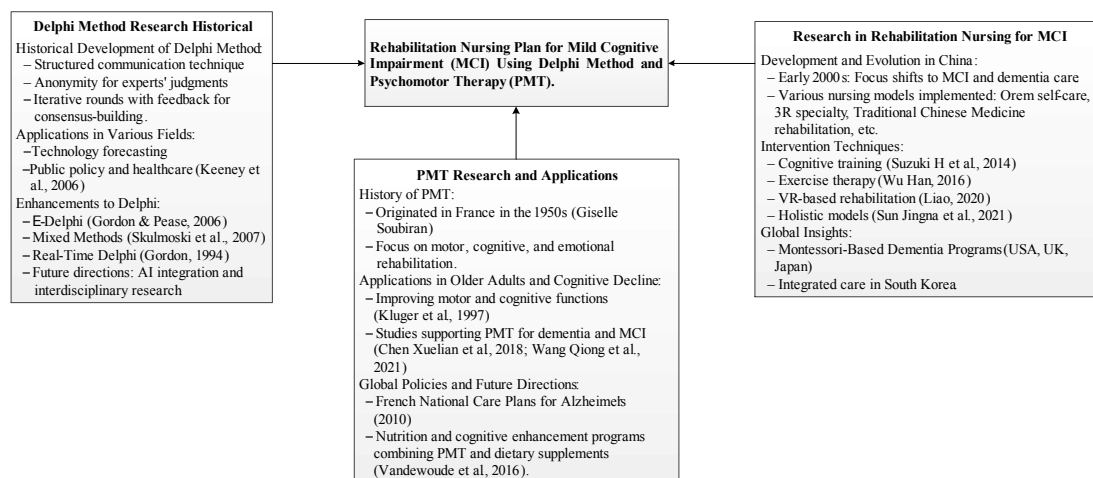 Delphi Method Research Historical
Historical Development of Delphi Method:
– Structured communication technique
– Anonymity for experts' judgments
– Iterative rounds with feedback for
consensus-building.
Applications in Various Fields:
– Technology forecasting
– Public policy and healthcare (Keeney et
al., 2006)
Enhancements to Delphi:
– E-Delphi (Gordon & Pease, 2006)
– Mixed Methods (Skulmoski et al., 2007)
– Real-Time Delphi (Gordon, 1994)
– Future directions: AI integration and
interdisciplinary research
Rehabilitation Nursing Plan for Mild Cognitive
Impairment (MCI) Using Delphi Method and
Psychomotor Therapy (PMT).
PMT Research and Applications
History of PMT:
– Originated in France in the 1950s (Giselle
Soubiran)
– Focus on motor, cognitive, and emotional
rehabilitation.
Applications in Older Adults and Cognitive Decline:
– Improving motor and cognitive functions
(Kluger et al., 1997)
– Studies supporting PMT for dementia and MCI
(Chen Xuelian et al., 2018; Wang Qiong et al.,
2021)
Global Policies and Future Directions:
– French National Care Plans for Alzheimer's
(2010)
– Nutrition and cognitive enhancement programs
combining PMT and dietary supplements
(Vandewoude et al., 2016).
Research in Rehabilitation Nursing for MCI
Development and Evolution in China:
– Early 2000s: Focus shifts to MCI and dementia care
– Various nursing models implemented: Orem self-care,
3R specialty, Traditional Chinese Medicine
rehabilitation, etc.
Intervention Techniques:
– Cognitive training (Suzuki H et al., 2014)
– Exercise therapy (Wu Han, 2016)
– VR-based rehabilitation (Liao, 2020)
– Holistic models (Sun Jingna et al., 2021)
Global Insights:
– Montessori-Based Dementia Programs (USA, UK,
Japan)
– Integrated care in South Korea.